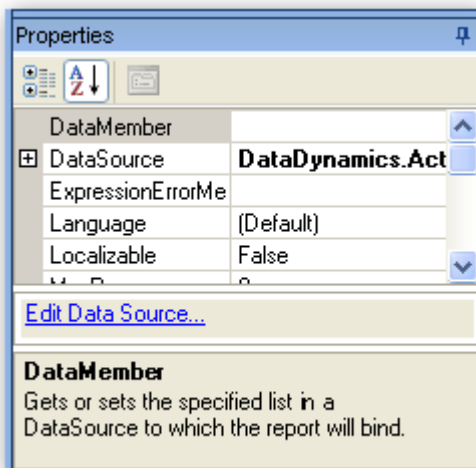 Properties
A
Z
DataMember
DataSource DataDynamics.Act
ExpressionErrorMe
Language (Default)
Localizable False
Edit Data Source...
DataMember
Gets or sets the specified list in a
DataSource to which the report will bind.